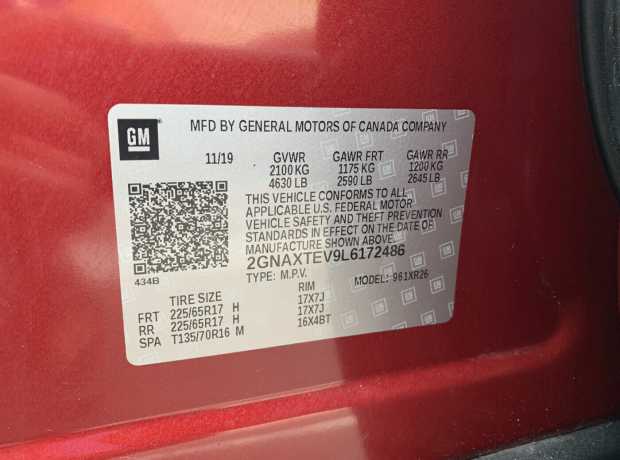 GM
MFD BY GENERAL MOTORS OF CANADA COMPANY
11/19 GVWR GAWR FRT GAWR RR
2100 KG 1175 KG 1200 KG
4630 LB 2590 LB 2645 LB
THIS VEHICLE CONFORMS TO ALL
APPLICABLE U.S. FEDERAL MOTOR
VEHICLE SAFETY AND THEFT PREVENTION
STANDARDS IN EFFECT ON THE DATE OF
MANUFACTURE SHOWN ABOVE.
2GNAXTEV9L6172486
434B TYPE: M.P.V. MODEL: 961XR26
TIRE SIZE RIM
FRT 225/65R17 H 17X7J
RR 225/65R17 H 17X7J
SPA T135/70R16 M 16X4BT